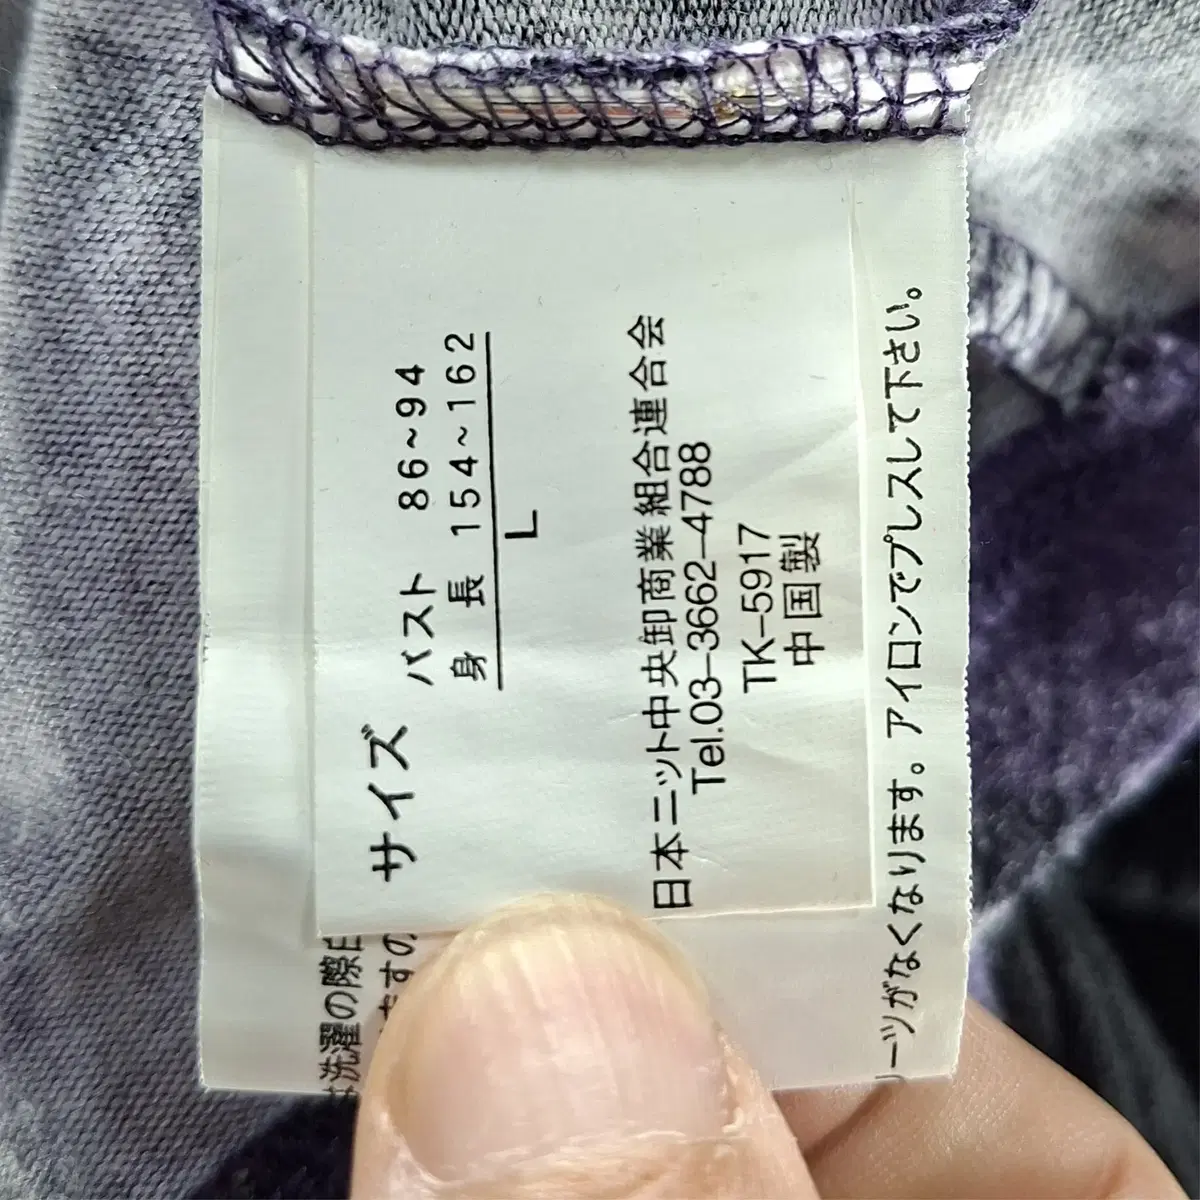 サイズ
バスト 86~94
身長 154~162
L
日本ニット中央卸商業組合連合会
Tel.03-3662-4788
TK-5917
中国製
洗濯の際
ーツがなくなります。アイロンでプレスして下さい。